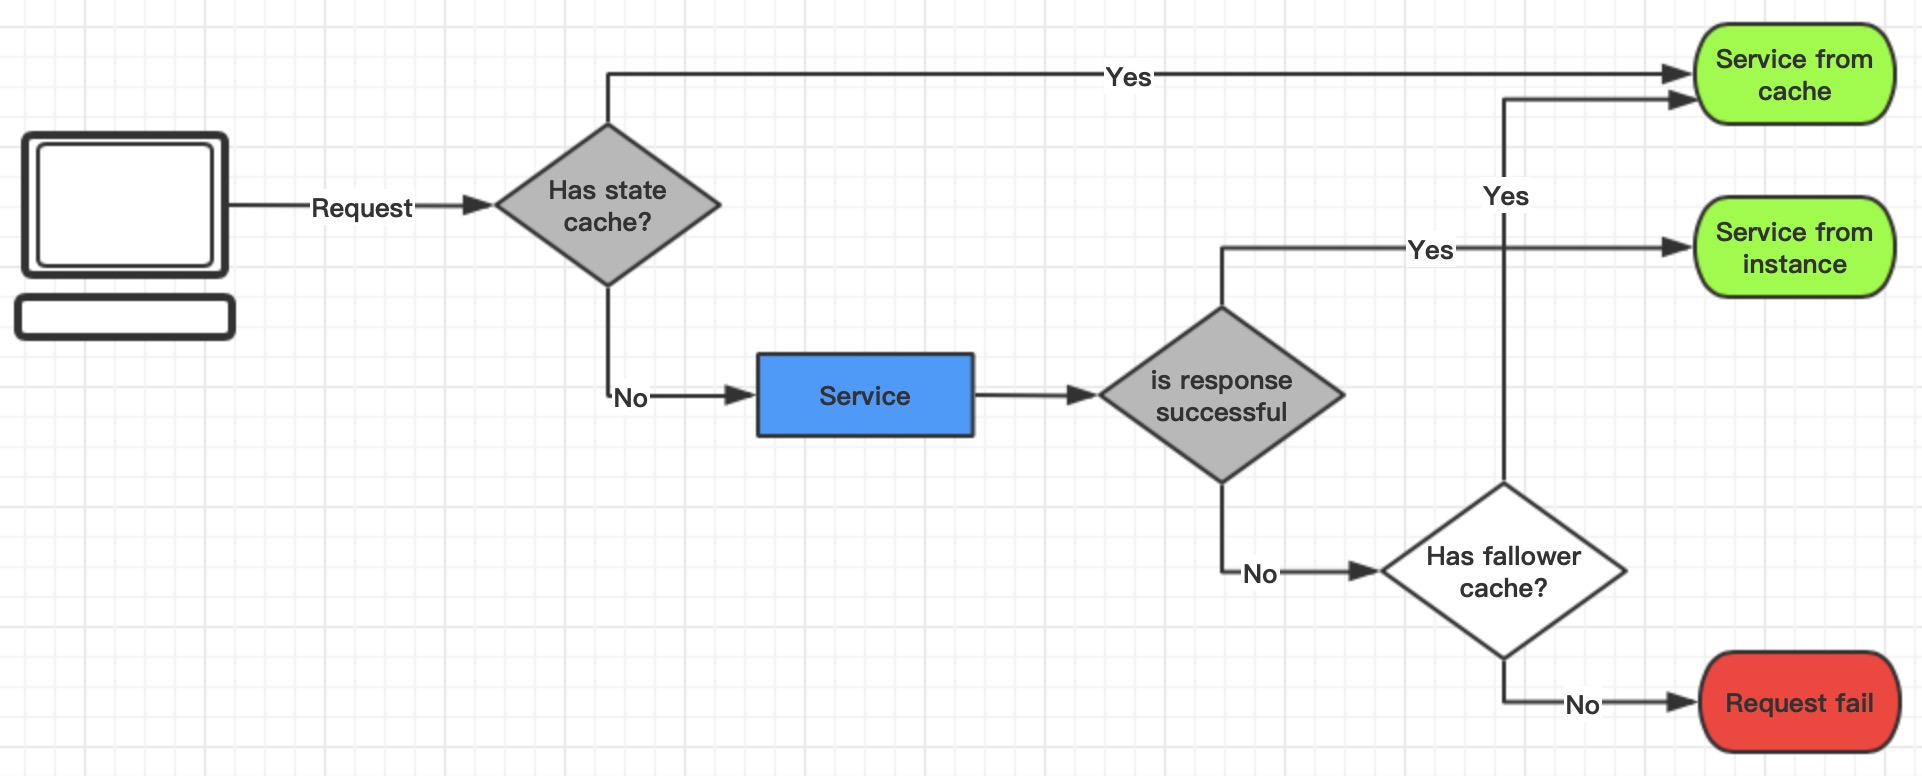 Service from
cache
Yes
Request
Has state
cache?
Yes
Service from
instance
Yes
No
Service
is response
successful
No
Has fallower
cache?
No
Request fail